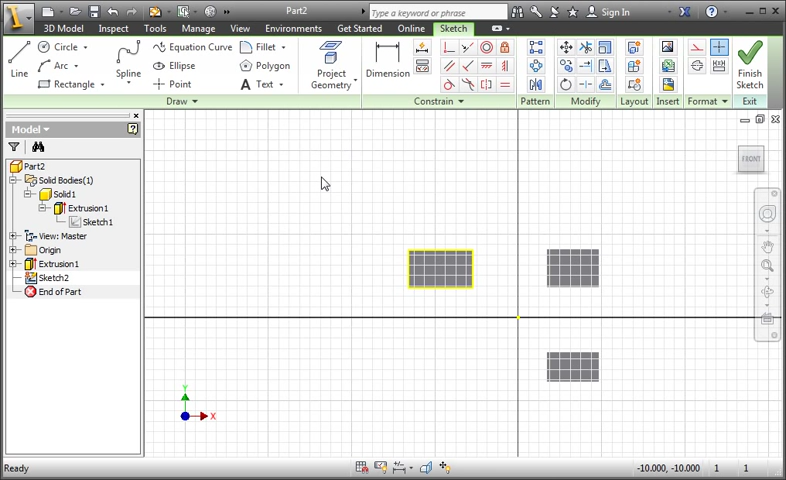 Part2
Type a keyword or phrase
Sign In
3D Model Inspect Tools Manage View Environments Get Started Online Sketch
Line
Circle
Arc
Rectangle
Spline
Equation Curve
Ellipse
Point
Fillet
Polygon
Text
Project
Geometry
Dimension
Finish
Sketch
Draw
Constrain
Pattern
Modify
Layout
Insert
Format
Exit
Model
Part2
Solid Bodies(1)
Solid1
Extrusion1
Sketch1
View: Master
Origin
Extrusion1
Sketch2
End of Part
FRONT
Y
X
Ready
-10.000, -10.000 1 1